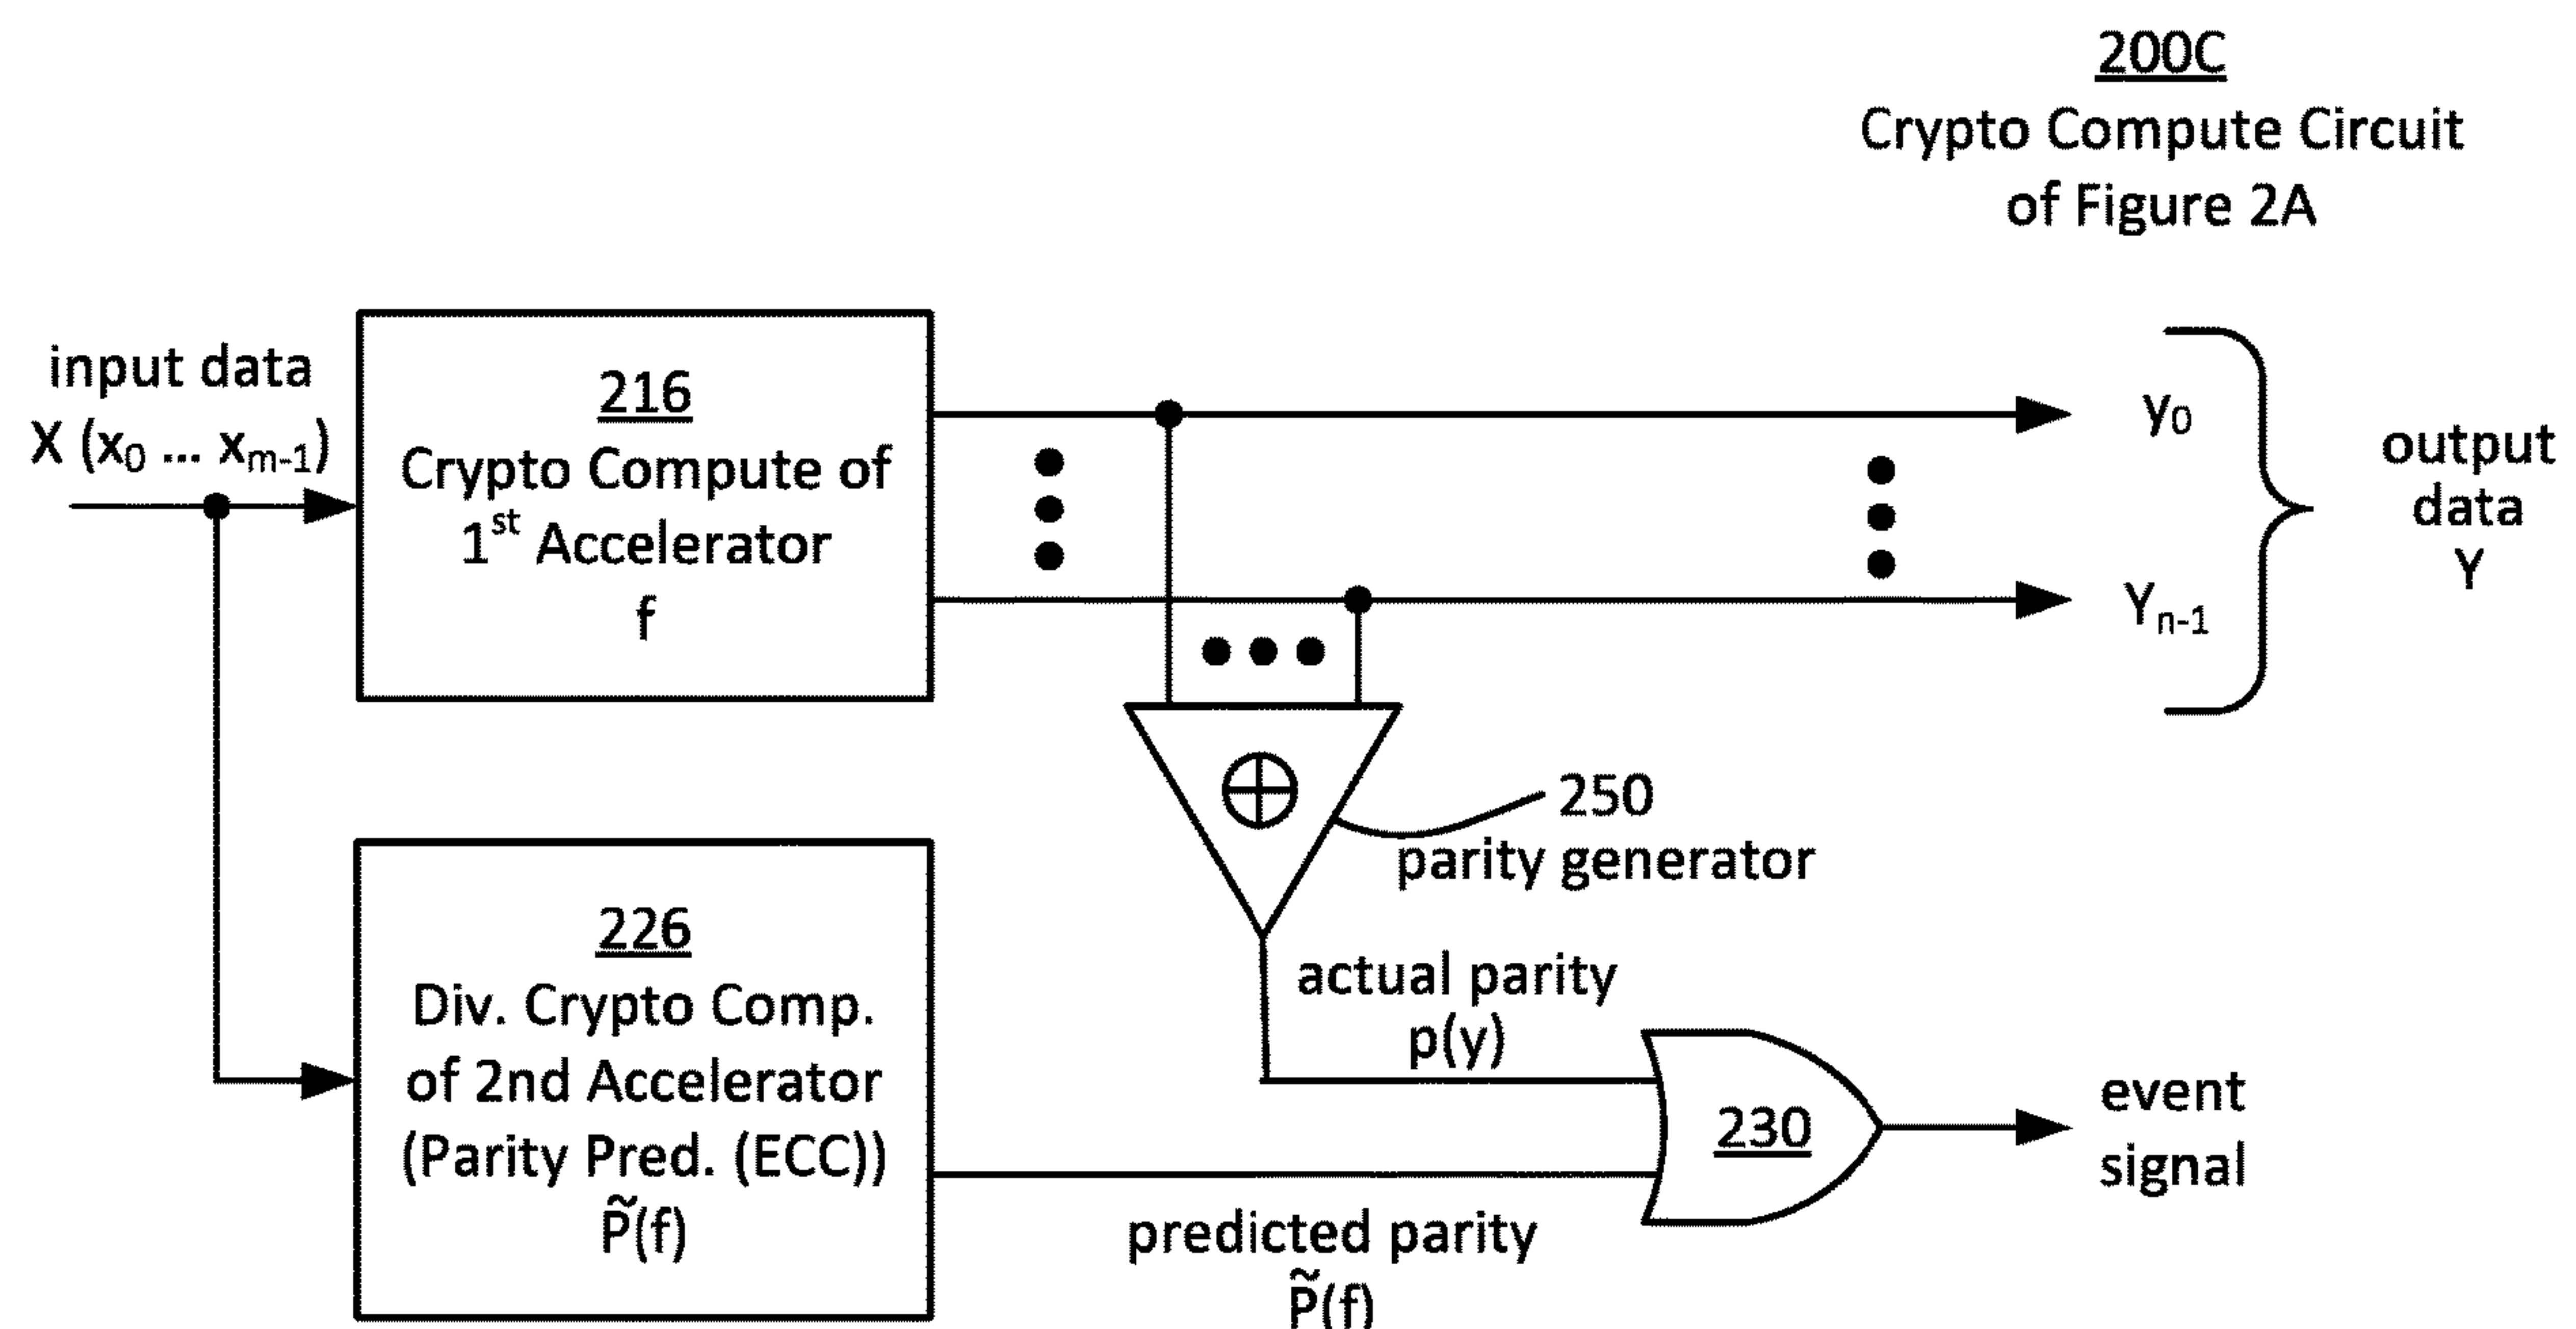 200C
Crypto Compute Circuit
of Figure 2A
input data
X (x₀ ... xₘ₋₁)
216
Crypto Compute of
1ˢᵗ Accelerator
f
y₀
Yₙ₋₁
output
data
Y
250
parity generator
226
Div. Crypto Comp.
of 2nd Accelerator
(Parity Pred. (ECC))
P̃(f)
actual parity
p(y)
230
event
signal
predicted parity
P̃(f)